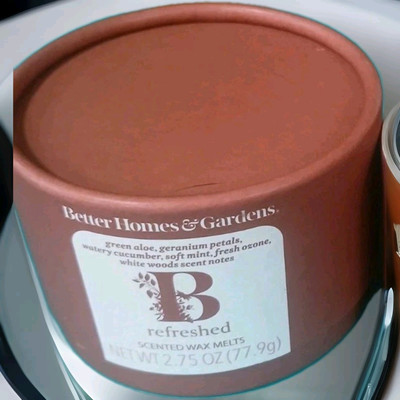 Better Homes & Gardens.
green aloe, geranium petals,
watery cucumber, soft mint, fresh ozone,
white woods scent notes
B
refreshed
SCENTED WAX MELTS
NET WT 2.75 OZ (77.9g)